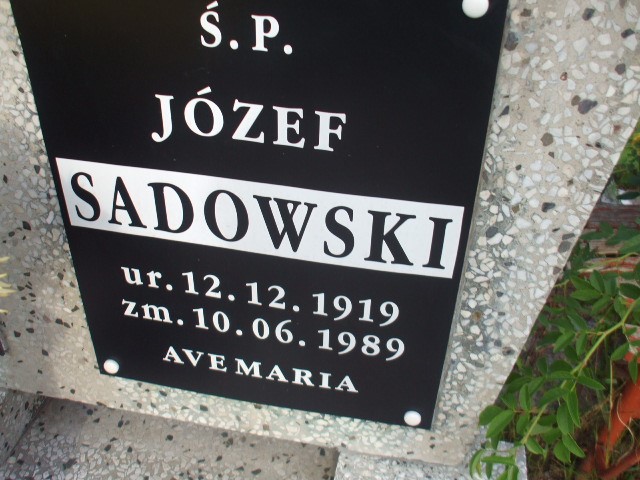 Ś.P.
JÓZEF
SADOWSKI
ur. 12.12.1919
zm. 10.06.1989
AVE MARIA